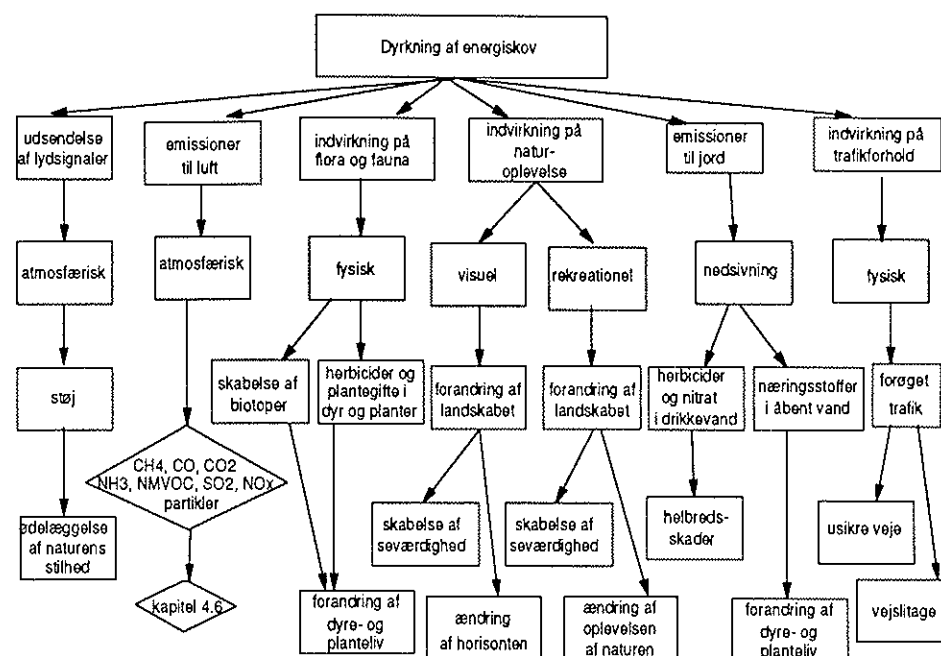 Dyrkning af energiskov
udsendelse
af lydsignaler
emissioner
til luft
indvirkning på
flora og fauna
indvirkning på
natur-
oplevelse
emissioner
til jord
indvirkning på
trafikforhold
atmosfærisk
atmosfærisk
fysisk
visuel
rekreationel
nedsivning
fysisk
støj
skabelse af
biotoper
herbicider og
plantegifte i
dyr og planter
forandring af
landskabet
forandring af
landskabet
herbicider
og nitrat
i drikkevand
næringsstoffer
i åbent vand
forøget
trafik
CH4, CO, CO2
NH3, NMVOC, SO2, NOx
partikler
ødelæggelse
af naturens
stilhed
skabelse af
seværdighed
skabelse af
seværdighed
helbreds-
skader
usikre veje
kapitel 4.6
forandring af
dyre- og
planteliv
ændring
af horisonten
ændring af
oplevelsen
af naturen
forandring af
dyre- og
planteliv
vejslitage